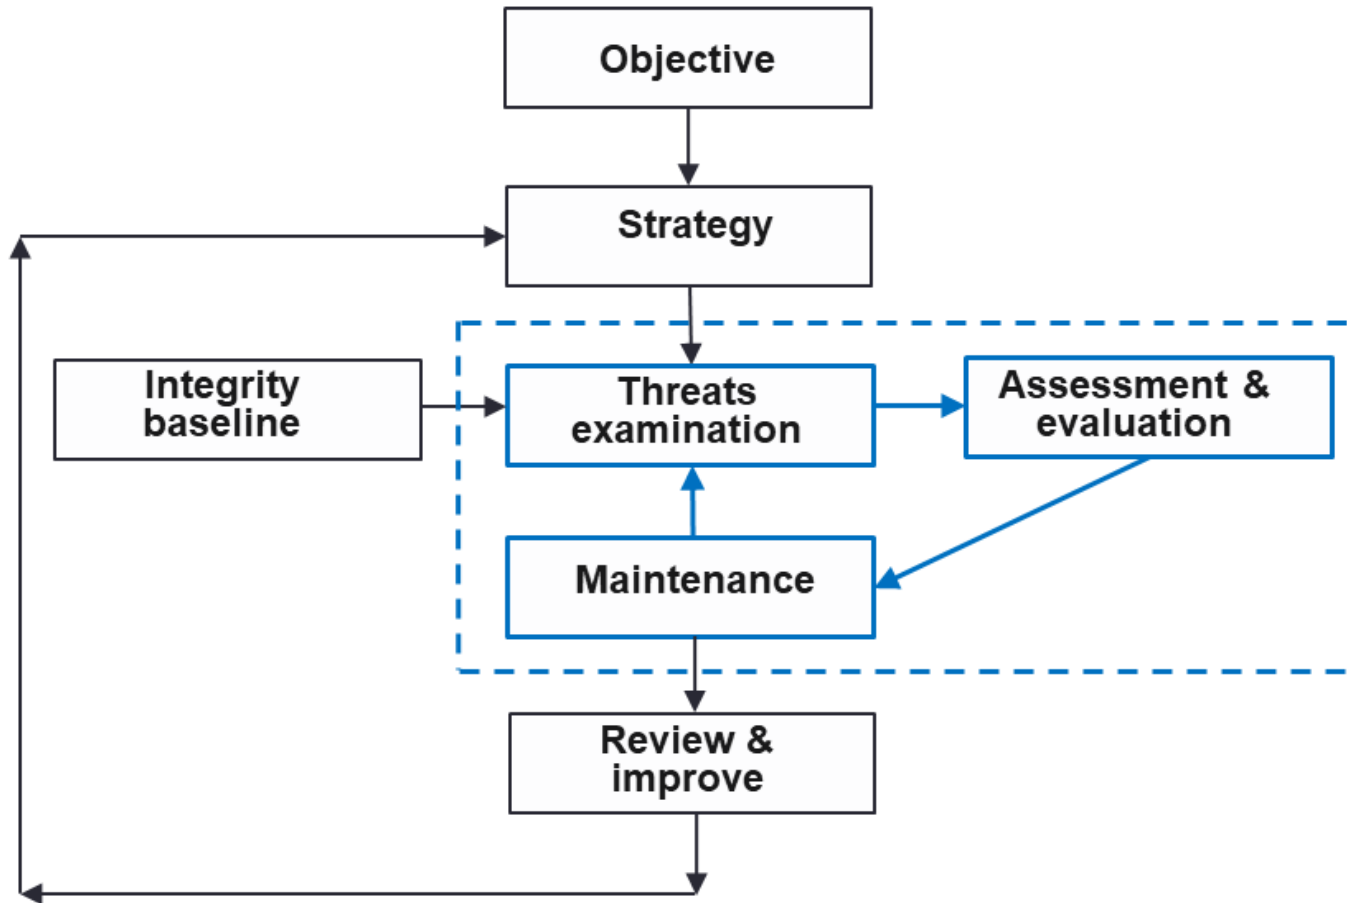 Objective
Strategy
Integrity
baseline
Threats
examination
Assessment &
evaluation
Maintenance
Review &
improve